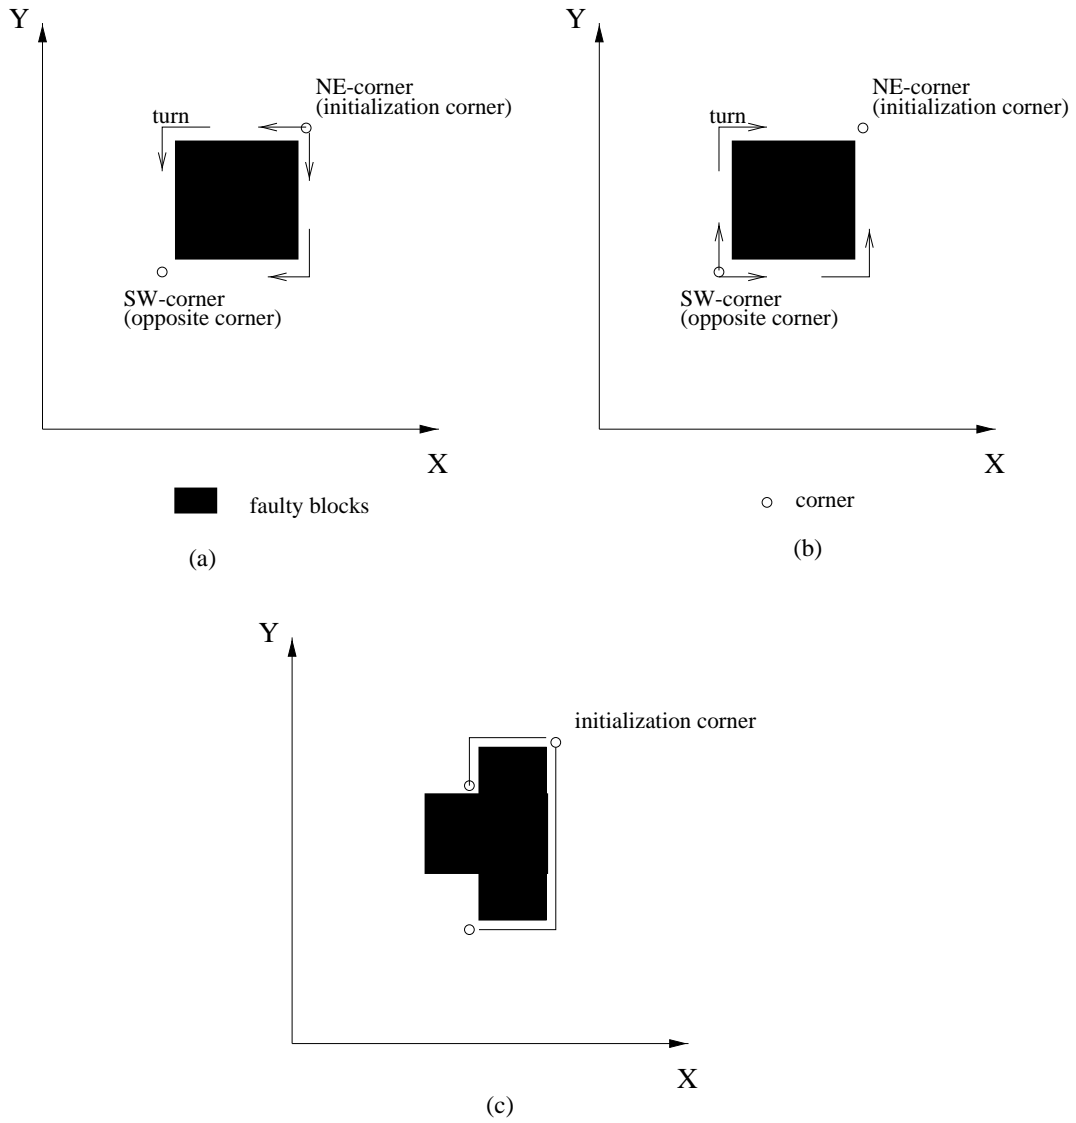 Y
NE-corner
(initialization corner)
turn
SW-corner
(opposite corner)
X
faulty blocks
(a)
Y
NE-corner
(initialization corner)
turn
SW-corner
(opposite corner)
X
corner
(b)
Y
initialization corner
X
(c)